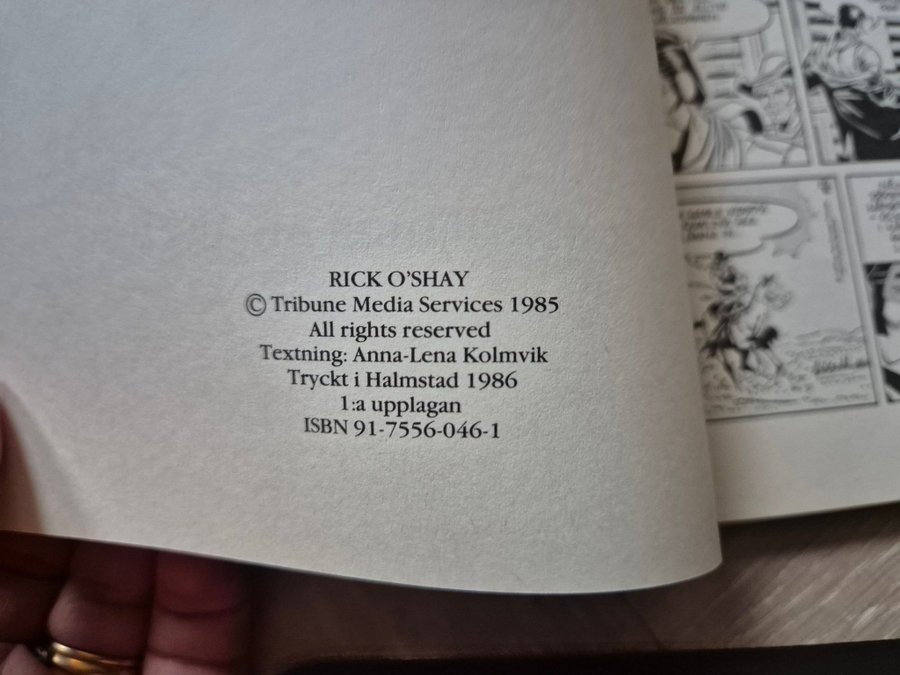 RICK O'SHAY
© Tribune Media Services 1985
All rights reserved
Textning: Anna-Lena Kolmvik
Tryckt i Halmstad 1986
1:a upplagan
ISBN 91-7556-046-1